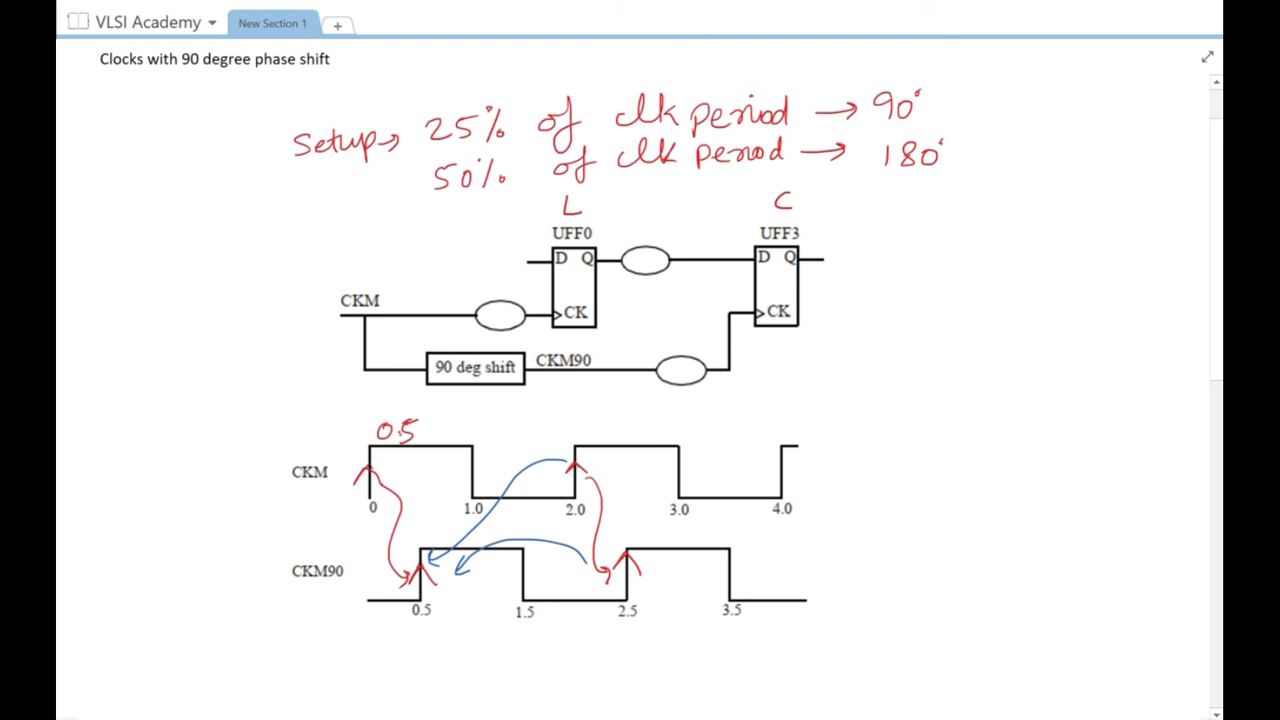 VLSI Academy
New Section 1
+
Clocks with 90 degree phase shift
Setup → 25% of clk period → 90°
50% of clk period → 180°
L C
UFF0 UFF3
D Q D Q
CKM
CK CK
90 deg shift CKM90
0.5
CKM
0 1.0 2.0 3.0 4.0
CKM90
0.5 1.5 2.5 3.5